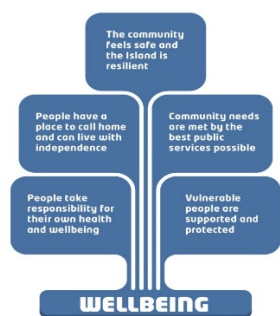 The community
feels safe and
the Island is
resilient
People have a
place to call home
and can live with
independence
Community needs
are met by the
best public
services possible
People take
responsibility for
their own health
and wellbeing
Vulnerable
people are
supported and
protected
WELLBEING